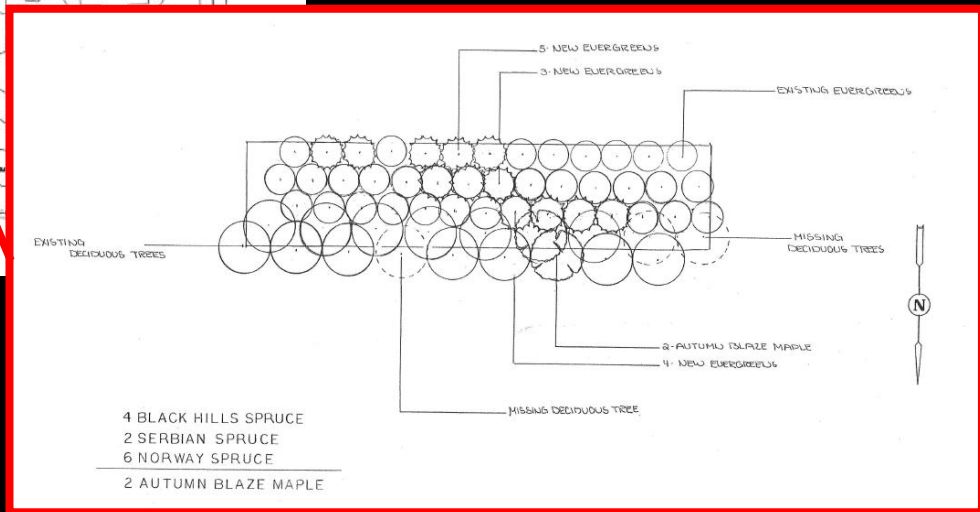 5- NEW EVERGREENS
3- NEW EVERGREENS
EXISTING EVERGREENS
EXISTING
DECIDUOUS TREES
MISSING
DECIDUOUS TREES
N
2-AUTUMN BLAZE MAPLE
4- NEW EVERGREENS
MISSING DECIDUOUS TREE
4 BLACK HILLS SPRUCE
2 SERBIAN SPRUCE
6 NORWAY SPRUCE
2 AUTUMN BLAZE MAPLE